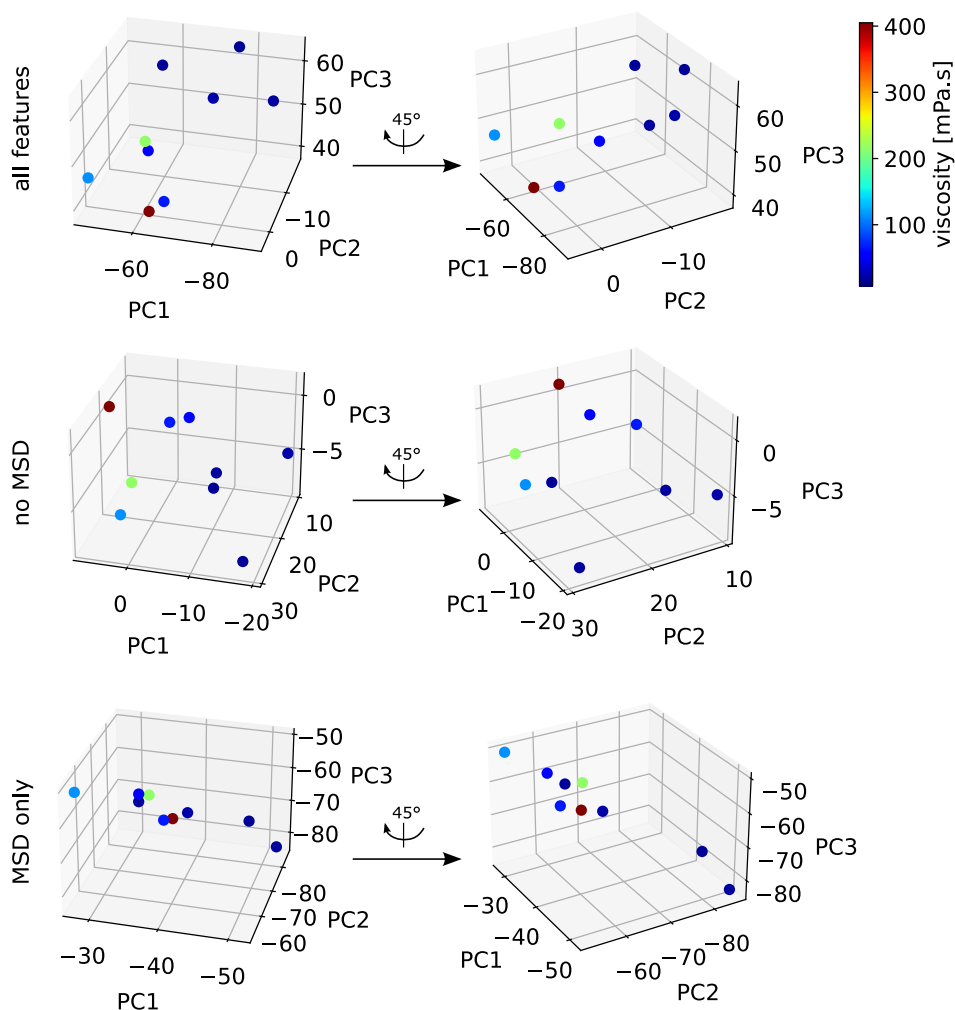 all features
60
50
40
PC3
−10
0
PC2
−60
−80
PC1
45°
60
50
40
PC3
−60
−80
PC1
0
−10
PC2
400
300
200
100
viscosity [mPa.s]
no MSD
0
−5
PC3
10
20
30
PC2
0
−10
−20
PC1
45°
0
−5
PC3
0
−10
−20
PC1
30
20
10
PC2
MSD only
−50
−60
−70
−80
PC3
−80
−70
−60
PC2
−30
−40
−50
PC1
45°
−50
−60
−70
−80
PC3
−30
−40
−50
PC1
−60
−70
−80
PC2